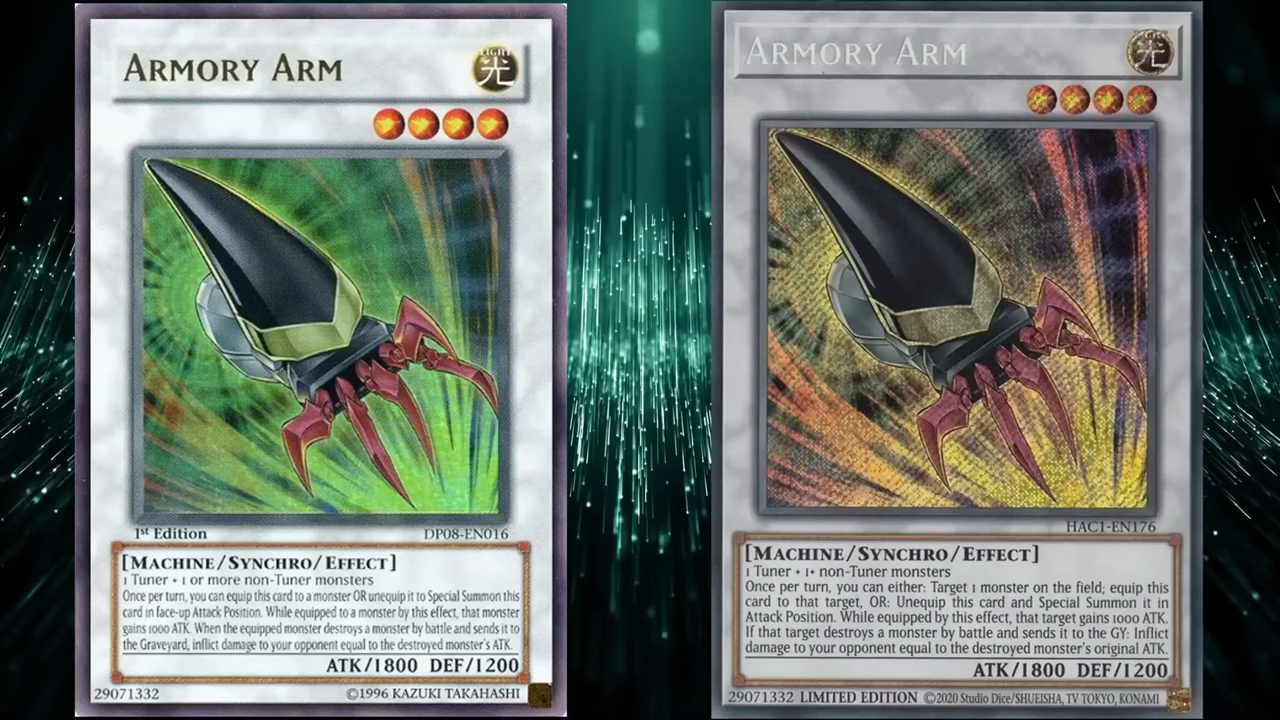 ARMORY ARM
LIGHT
光
1st Edition
DP08-EN016
[MACHINE/SYNCHRO/EFFECT]
1 Tuner + 1 or more non-Tuner monsters
Once per turn, you can equip this card to a monster OR unequip it to Special Summon this
card in face-up Attack Position. While equipped to a monster by this effect, that monster
gains 1000 ATK. When the equipped monster destroys a monster by battle and sends it to
the Graveyard, inflict damage to your opponent equal to the destroyed monster's ATK.
ATK/1800 DEF/1200
29071332
©1996 KAZUKI TAKAHASHI
ARMORY ARM
LIGHT
光
HAC1-EN176
[MACHINE/SYNCHRO/EFFECT]
1 Tuner + 1+ non-Tuner monsters
Once per turn, you can either: Target 1 monster on the field; equip this
card to that target, OR: Unequip this card and Special Summon it in
Attack Position. While equipped by this effect, that target gains 1000 ATK.
If that target destroys a monster by battle and sends it to the GY: Inflict
damage to your opponent equal to the destroyed monster's original ATK.
ATK/1800 DEF/1200
29071332 LIMITED EDITION ©2020 Studio Dice/SHUEISHA, TV TOKYO, KONAMI